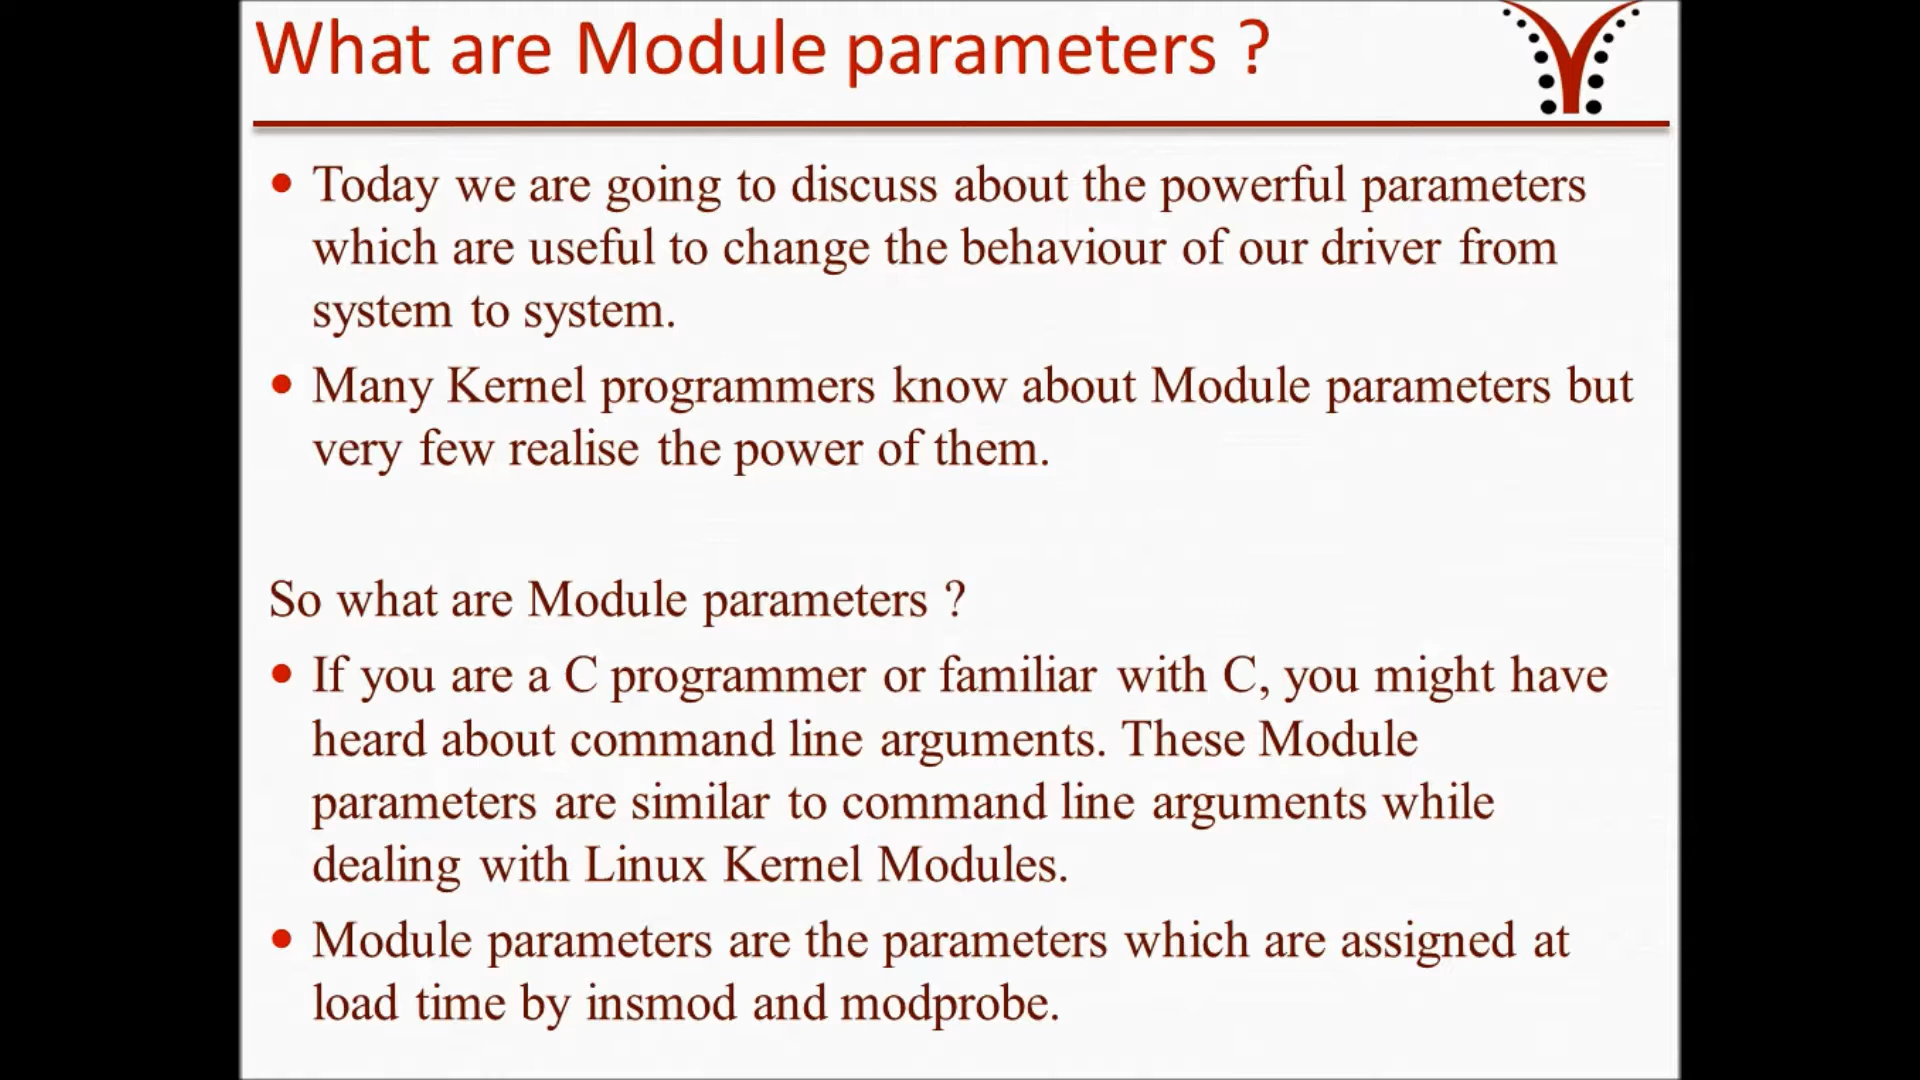 What are Module parameters ?
• Today we are going to discuss about the powerful parameters
which are useful to change the behaviour of our driver from
system to system.
• Many Kernel programmers know about Module parameters but
very few realise the power of them.
So what are Module parameters ?
• If you are a C programmer or familiar with C, you might have
heard about command line arguments. These Module
parameters are similar to command line arguments while
dealing with Linux Kernel Modules.
• Module parameters are the parameters which are assigned at
load time by insmod and modprobe.